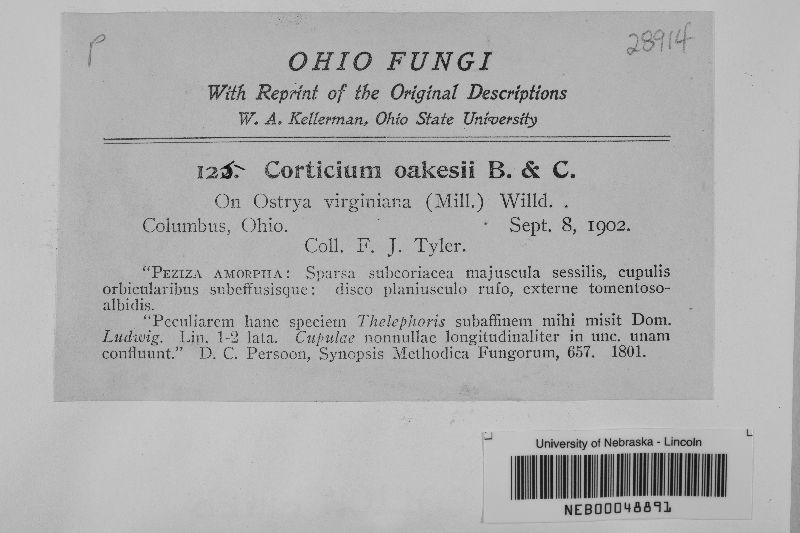 P
28914
OHIO FUNGI
With Reprint of the Original Descriptions
W. A. Kellerman, Ohio State University
125. Corticium oakesii B. & C.
On Ostrya virginiana (Mill.) Willd. .
Columbus, Ohio. Sept. 8, 1902.
Coll. F. J. Tyler.
"PEZIZA AMORPHA: Sparsa subcoriacea majuscula sessilis, cupulis
orbicularibus subeffusisque: disco planiusculo rufo, externe tomentoso-
albidis.
"Peculiarem hanc speciem Thelephoris subaffinem mihi misit Dom.
Ludwig. Lin. 1-2 lata. Cupulae nonnullae longitudinaliter in unc. unam
confluunt." D. C. Persoon, Synopsis Methodica Fungorum, 657. 1801.
University of Nebraska - Lincoln
NEB00048891